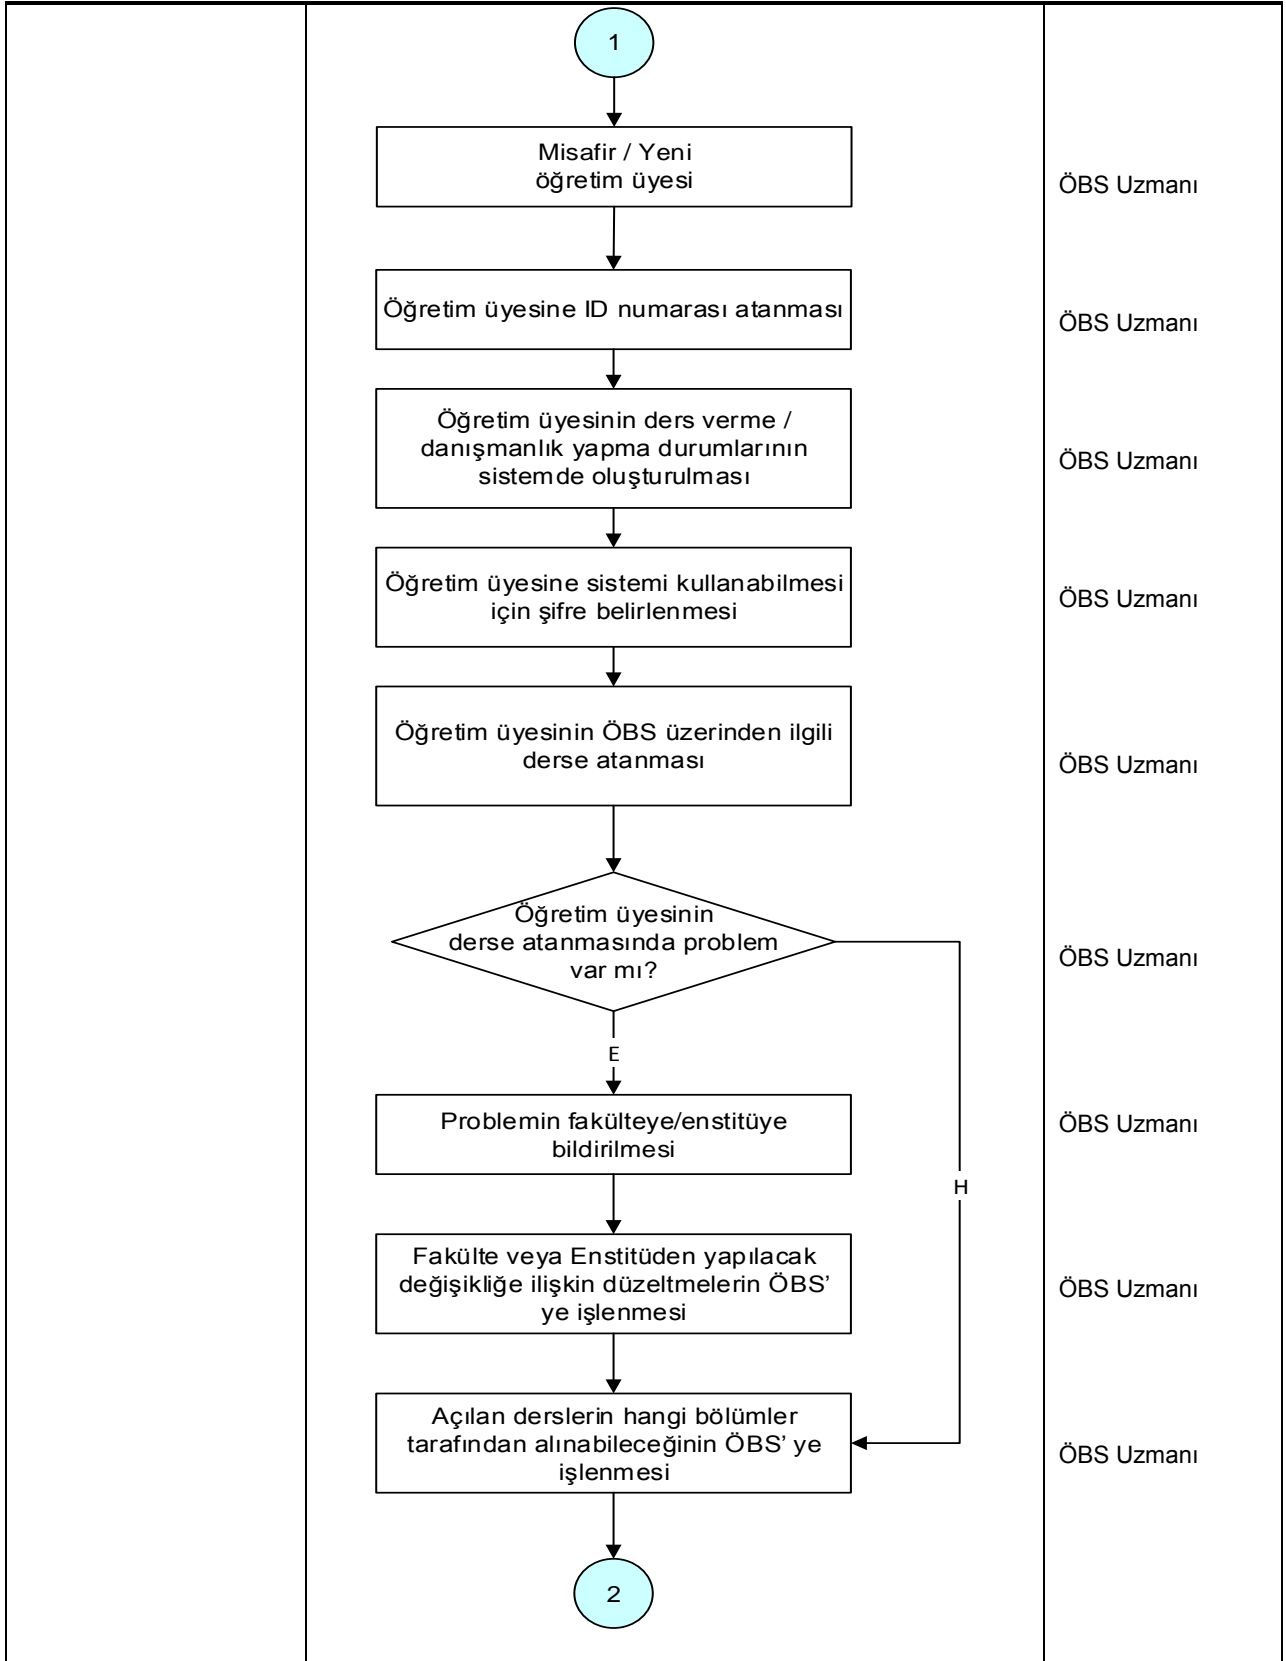 1
Misafir / Yeni
öğretim üyesi
ÖBS Uzmanı
Öğretim üyesine ID numarası atanması
ÖBS Uzmanı
Öğretim üyesinin ders verme /
danışmanlık yapma durumlarının
sistemde oluşturulması
ÖBS Uzmanı
Öğretim üyesine sistemi kullanabilmesi
için şifre belirlenmesi
ÖBS Uzmanı
Öğretim üyesinin ÖBS üzerinden ilgili
derse atanması
ÖBS Uzmanı
Öğretim üyesinin
derse atanmasında problem
var mı?
ÖBS Uzmanı
E
Problemin fakülteye/enstitüye
bildirilmesi
ÖBS Uzmanı
H
Fakülte veya Enstitüden yapılacak
değişikliğe ilişkin düzeltmelerin ÖBS’
ye işlenmesi
ÖBS Uzmanı
Açılan derslerin hangi bölümler
tarafından alınabileceğinin ÖBS’ ye
işlenmesi
ÖBS Uzmanı
2